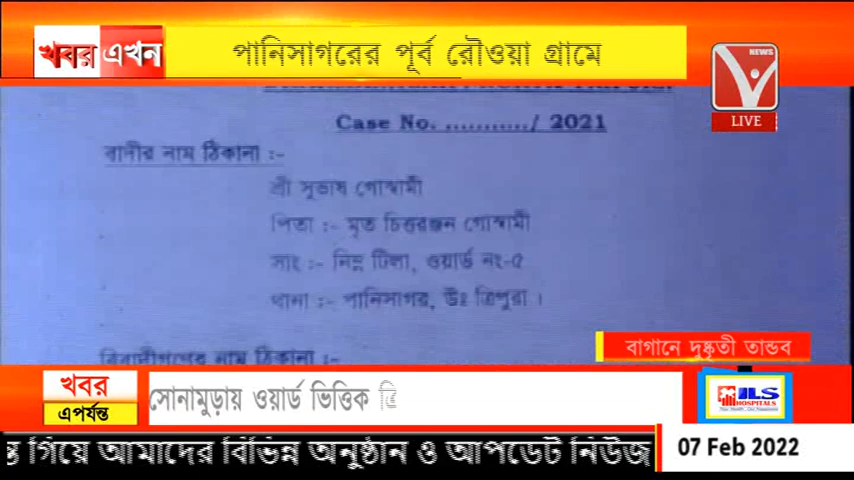 খবর এখন
পানিসাগরের পূর্ব রৌওয়া গ্রামে
NEWS
LIVE
Case No. .........../ 2021
বাদীর নাম ঠিকানা :-
শ্রী সুভাষ গোস্বামী
পিতা :- মৃত চিত্তরঞ্জন গোস্বামী
সাং :- নিম্ন টিলা, ওয়ার্ড নং-৫
থানা :- পানিসাগর, উঃ ত্রিপুরা ।
নাম ঠিকানা :-
বাগানে দুষ্কৃতী তান্ডব
খবর
এপর্যন্ত
সোনামুড়ায় ওয়ার্ড ভিত্তিক
ILS
HOSPITALS
গিয়ে আমাদের বিভিন্ন অনুষ্ঠান ও আপডেট নিউজ
07 Feb 2022